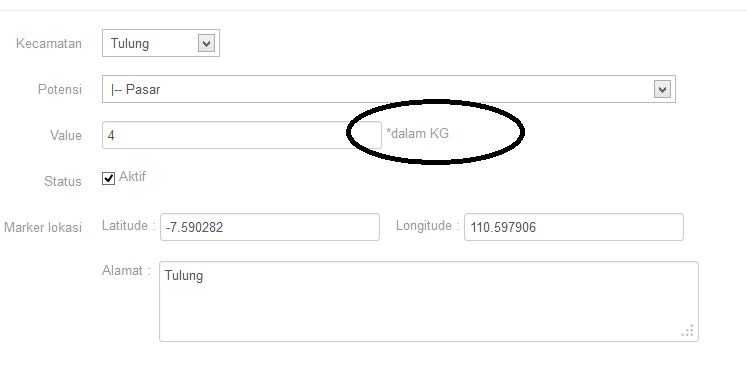 Kecamatan Tulung
Potensi |-- Pasar
Value 4 *dalam KG
Status Aktif
Marker lokasi Latitude : -7.590282 Longitude : 110.597906
Alamat : Tulung